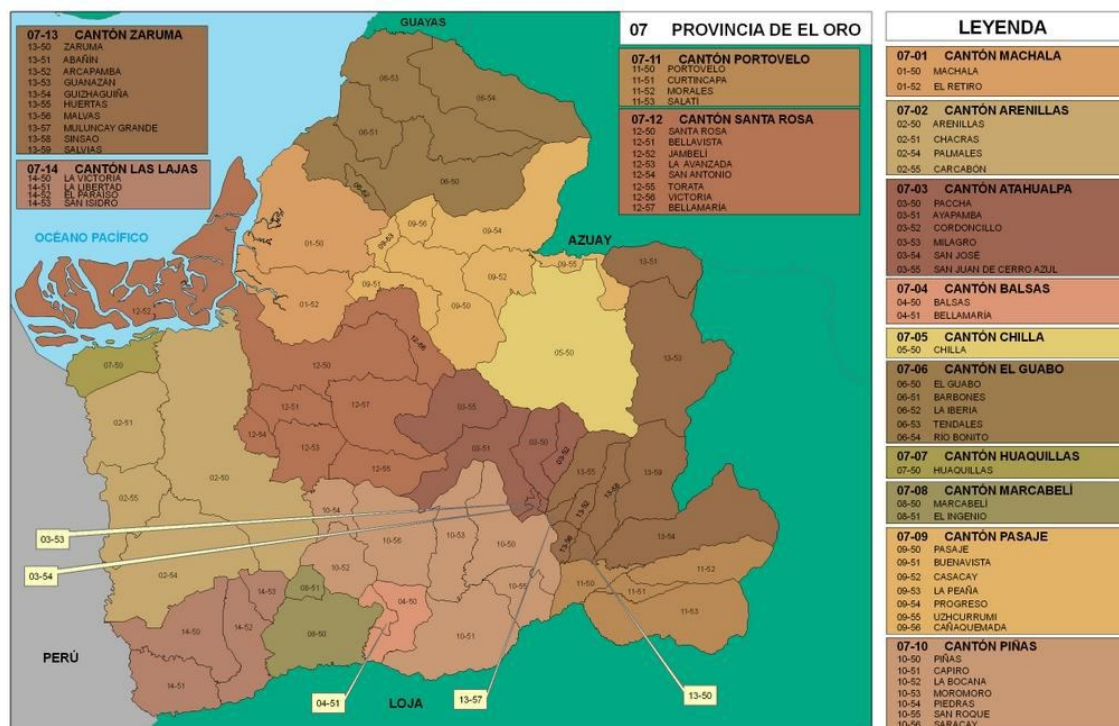 07-13 CANTÓN ZARUMA
13-50 ZARUMA
13-51 ABAÑIN
13-52 ARCAPAMBA
13-53 GUANAZÁN
13-54 GUIZHAGUIÑA
13-55 HUERTAS
13-56 MALVAS
13-57 MULUNCAY GRANDE
13-58 SINSAO
13-59 SALVIAS
07-14 CANTÓN LAS LAJAS
14-50 LA VICTORIA
14-51 LA LIBERTAD
14-52 EL PARAÍSO
14-53 SAN ISIDRO
GUAYAS
07 PROVINCIA DE EL ORO
07-11 CANTÓN PORTOVELO
11-50 PORTOVELO
11-51 CURTINCAPA
11-52 MORALES
11-53 SALATÍ
07-12 CANTÓN SANTA ROSA
12-50 SANTA ROSA
12-51 BELLAVISTA
12-52 JAMBELÍ
12-53 LA AVANZADA
12-54 SAN ANTONIO
12-55 TORATA
12-56 VICTORIA
12-57 BELLAMARÍA
OCÉANO PACÍFICO
AZUAY
PERÚ
LOJA
06-53
06-54
06-51
06-52
06-50
01-50
09-56
09-53
09-54
09-55
13-51
09-51
09-52
01-52
09-50
12-52
07-50
05-50
13-53
12-56
12-50
02-51
12-51
12-57
03-55
12-54
12-53
03-51
03-50
03-52
02-50
12-55
13-55
13-59
13-58
02-55
10-54
13-52
03-53
10-56
10-53
10-50
13-56
13-54
03-54
02-54
10-52
10-55
11-50
11-52
11-51
11-53
14-53
08-51
04-50
14-50
14-52
08-50
10-51
14-51
04-51
13-57
13-50
LEYENDA
07-01 CANTÓN MACHALA
01-50 MACHALA
01-52 EL RETIRO
07-02 CANTÓN ARENILLAS
02-50 ARENILLAS
02-51 CHACRAS
02-54 PALMALES
02-55 CARCABÓN
07-03 CANTÓN ATAHUALPA
03-50 PACCHA
03-51 AYAPAMBA
03-52 CORDONCILLO
03-53 MILAGRO
03-54 SAN JOSÉ
03-55 SAN JUAN DE CERRO AZUL
07-04 CANTÓN BALSAS
04-50 BALSAS
04-51 BELLAMARÍA
07-05 CANTÓN CHILLA
05-50 CHILLA
07-06 CANTÓN EL GUABO
06-50 EL GUABO
06-51 BARBONES
06-52 LA IBERIA
06-53 TENDALES
06-54 RÍO BONITO
07-07 CANTÓN HUAQUILLAS
07-50 HUAQUILLAS
07-08 CANTÓN MARCABELÍ
08-50 MARCABELÍ
08-51 EL INGENIO
07-09 CANTÓN PASAJE
09-50 PASAJE
09-51 BUENAVISTA
09-52 CASACAY
09-53 LA PEAÑA
09-54 PROGRESO
09-55 UZHCURRUMI
09-56 CAÑAQUEMADA
07-10 CANTÓN PIÑAS
10-50 PIÑAS
10-51 CAPIRO
10-52 LA BOCANA
10-53 MOROMORO
10-54 PIEDRAS
10-55 SAN ROQUE
10-56 SARACAY